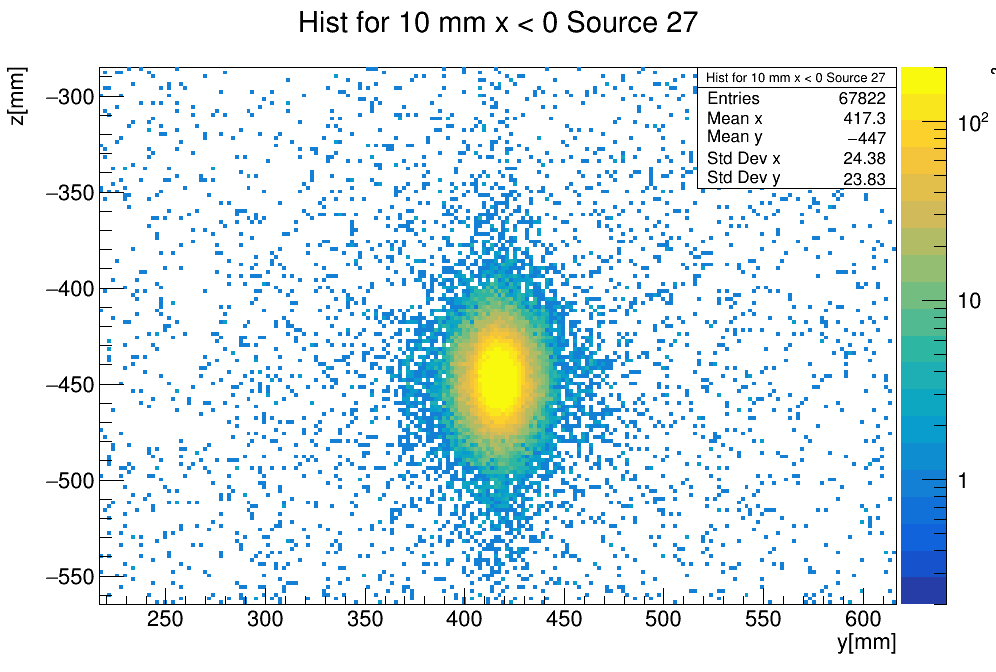 Hist for 10 mm x < 0 Source 27
z[mm]
Hist for 10 mm x < 0 Source 27
Entries 67822
Mean x 417.3
Mean y −447
Std Dev x 24.38
Std Dev y 23.83
−300
−350
−400
−450
−500
−550
10²
10
1
250 300 350 400 450 500 550 600
y[mm]